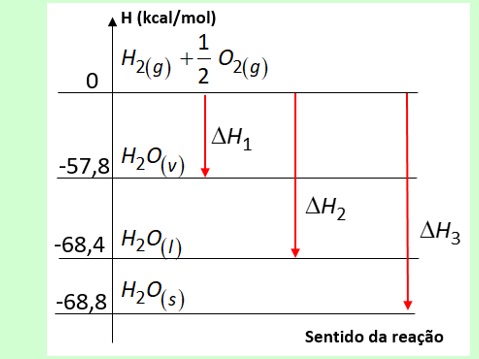 H (kcal/mol)
H₂(g) + 1/2 O₂(g)
0
ΔH₁
-57,8 H₂O(v)
ΔH₂
ΔH₃
-68,4 H₂O(l)
-68,8 H₂O(s)
Sentido da reação